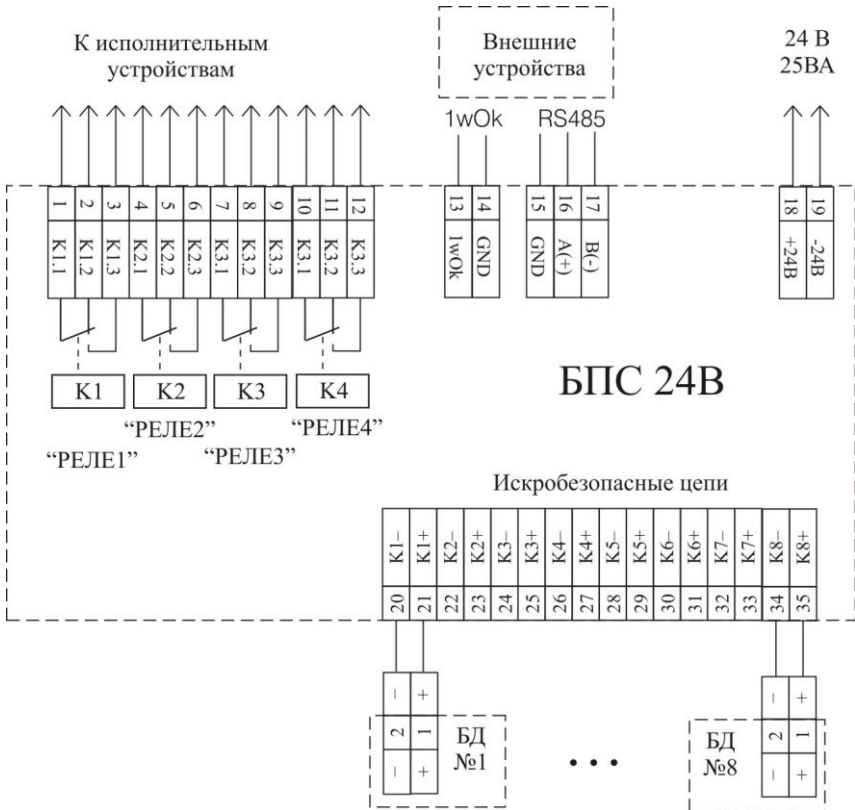 К исполнительным
устройствам
Внешние
устройства
24 В
25ВА
1wOk RS485
1 2 3 4 5 6 7 8 9 10 11 12
13 14 15 16 17
18 19
K1.1 K1.2 K1.3 K2.1 K2.2 K2.3 K3.1 K3.2 K3.3 K3.1 K3.2 K3.3
1wOk GND GND A(+) B(-)
+24В -24В
K1 K2 K3 K4
БПС 24В
“РЕЛЕ2” “РЕЛЕ4”
“РЕЛЕ1” “РЕЛЕ3”
Искробезопасные цепи
K1– K1+ K2– K2+ K3– K3+ K4– K4+ K5– K5+ K6– K6+ K7– K7+ K8– K8+
20 21 22 23 24 25 26 27 28 29 30 31 32 33 34 35
– + – +
2 1 БД 2 1 БД
№1 ... №8
– + – +